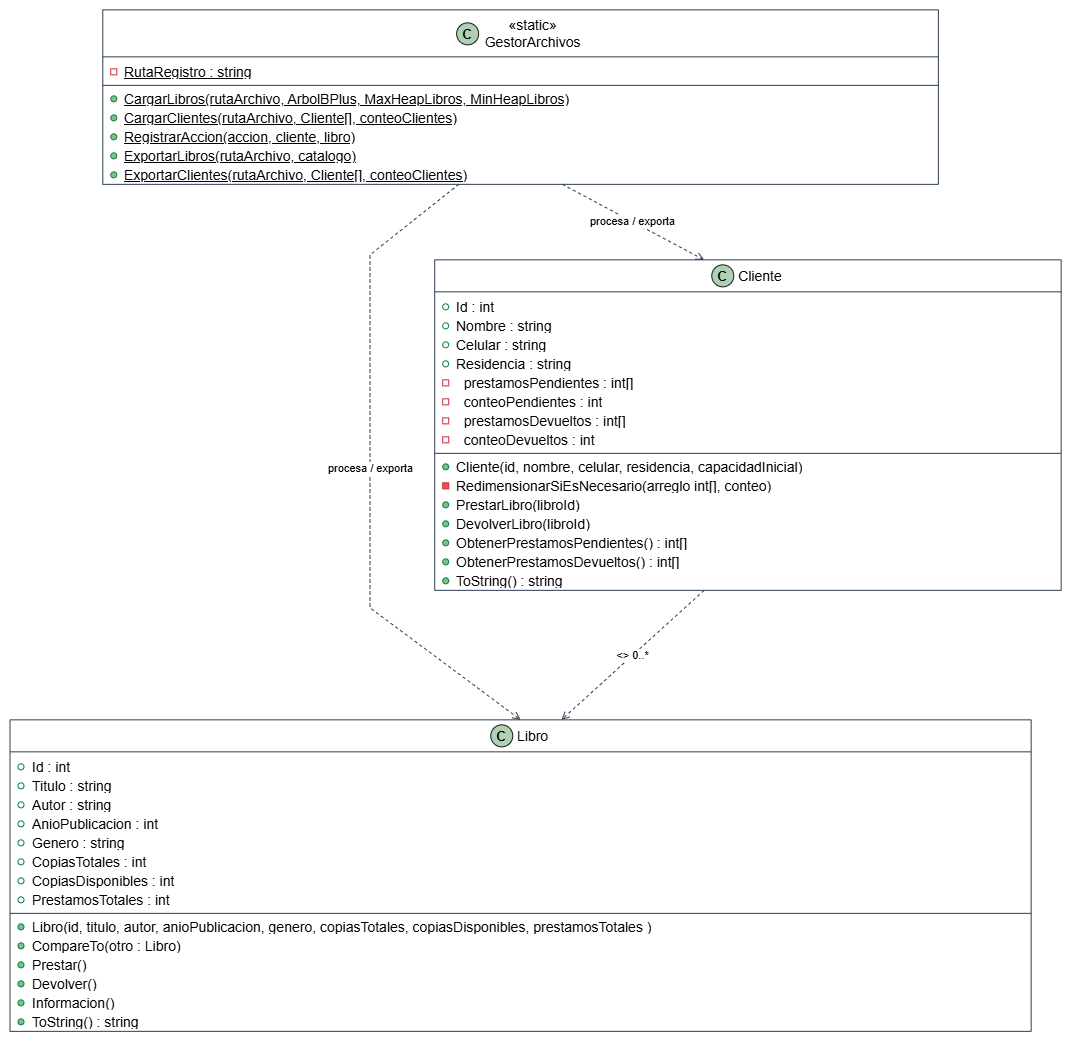 C
«static»
GestorArchivos
RutaRegistro : string
CargarLibros(rutaArchivo, ArbolBPlus, MaxHeapLibros, MinHeapLibros)
CargarClientes(rutaArchivo, Cliente[], conteoClientes)
RegistrarAccion(accion, cliente, libro)
ExportarLibros(rutaArchivo, catalogo)
ExportarClientes(rutaArchivo, Cliente[], conteoClientes)
procesa / exporta
C Cliente
Id : int
Nombre : string
Celular : string
Residencia : string
prestamosPendientes : int[]
conteoPendientes : int
prestamosDevueltos : int[]
conteoDevueltos : int
Cliente(id, nombre, celular, residencia, capacidadInicial)
RedimensionarSiEsNecesario(arreglo int[], conteo)
PrestarLibro(libroId)
DevolverLibro(libroId)
ObtenerPrestamosPendientes() : int[]
ObtenerPrestamosDevueltos() : int[]
ToString() : string
procesa / exporta
<> 0..*
C Libro
Id : int
Titulo : string
Autor : string
AnioPublicacion : int
Genero : string
CopiasTotales : int
CopiasDisponibles : int
PrestamosTotales : int
Libro(id, titulo, autor, anioPublicacion, genero, copiasTotales, copiasDisponibles, prestamosTotales )
CompareTo(otro : Libro)
Prestar()
Devolver()
Informacion()
ToString() : string